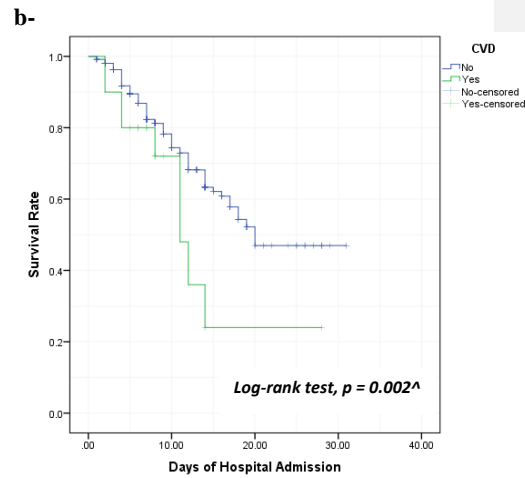 b-
CVD
No
Yes
No-censored
Yes-censored
Survival Rate
1.0
0.8
0.6
0.4
0.2
0.0
Log-rank test, p = 0.002^
.00 10.00 20.00 30.00 40.00
Days of Hospital Admission